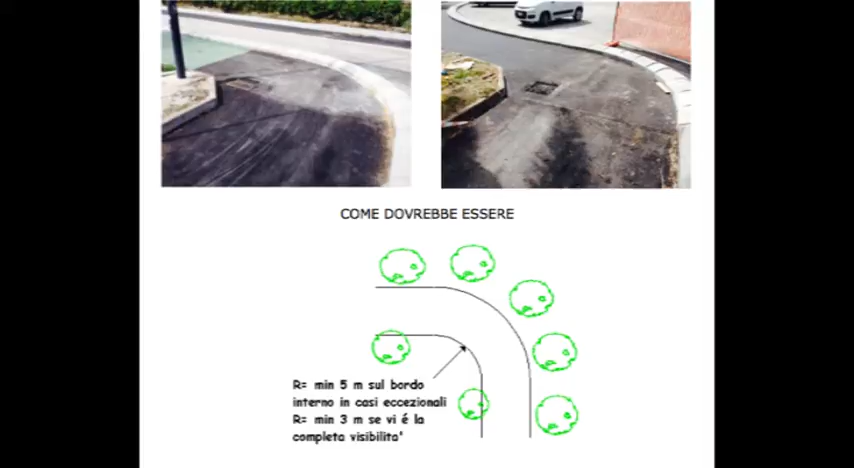 COME DOVREBBE ESSERE
R= min 5 m sul bordo
interno in casi eccezionali
R= min 3 m se vi é la
completa visibilita'